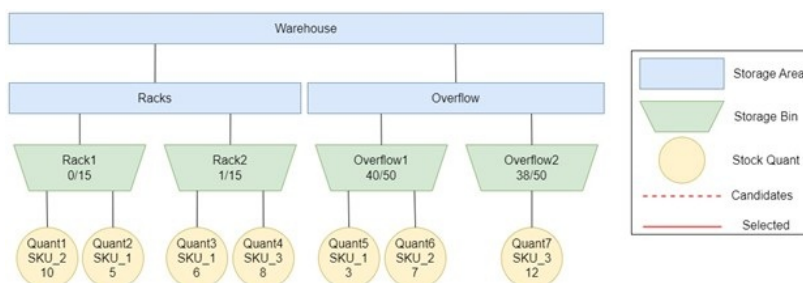 Warehouse
Racks
Overflow
Rack1
0/15
Rack2
1/15
Overflow1
40/50
Overflow2
38/50
Quant1
SKU_2
10
Quant2
SKU_1
5
Quant3
SKU_1
6
Quant4
SKU_3
8
Quant5
SKU_1
3
Quant6
SKU_2
7
Quant7
SKU_3
12
Storage Area
Storage Bin
Stock Quant
Candidates
Selected